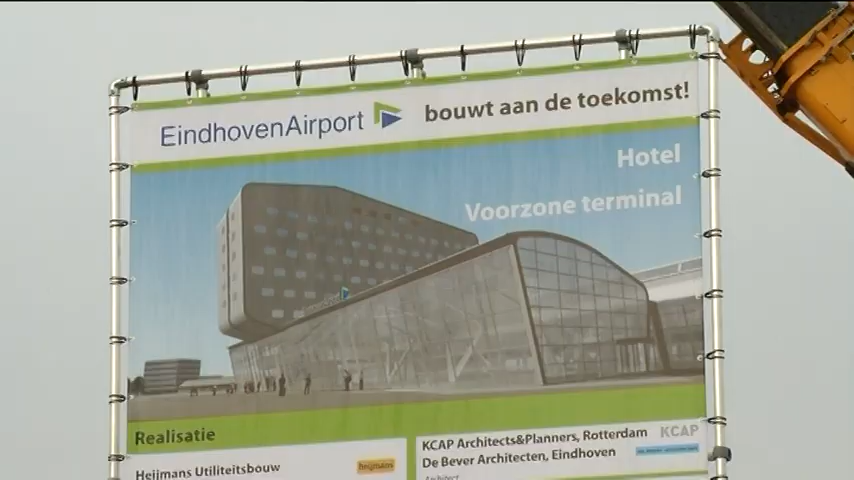 EindhovenAirport bouwt aan de toekomst!
Hotel
Voorzone terminal
Realisatie
Heijmans Utiliteitsbouw heijmans
KCAP Architects&Planners, Rotterdam KCAP
De Bever Architecten, Eindhoven
Architect